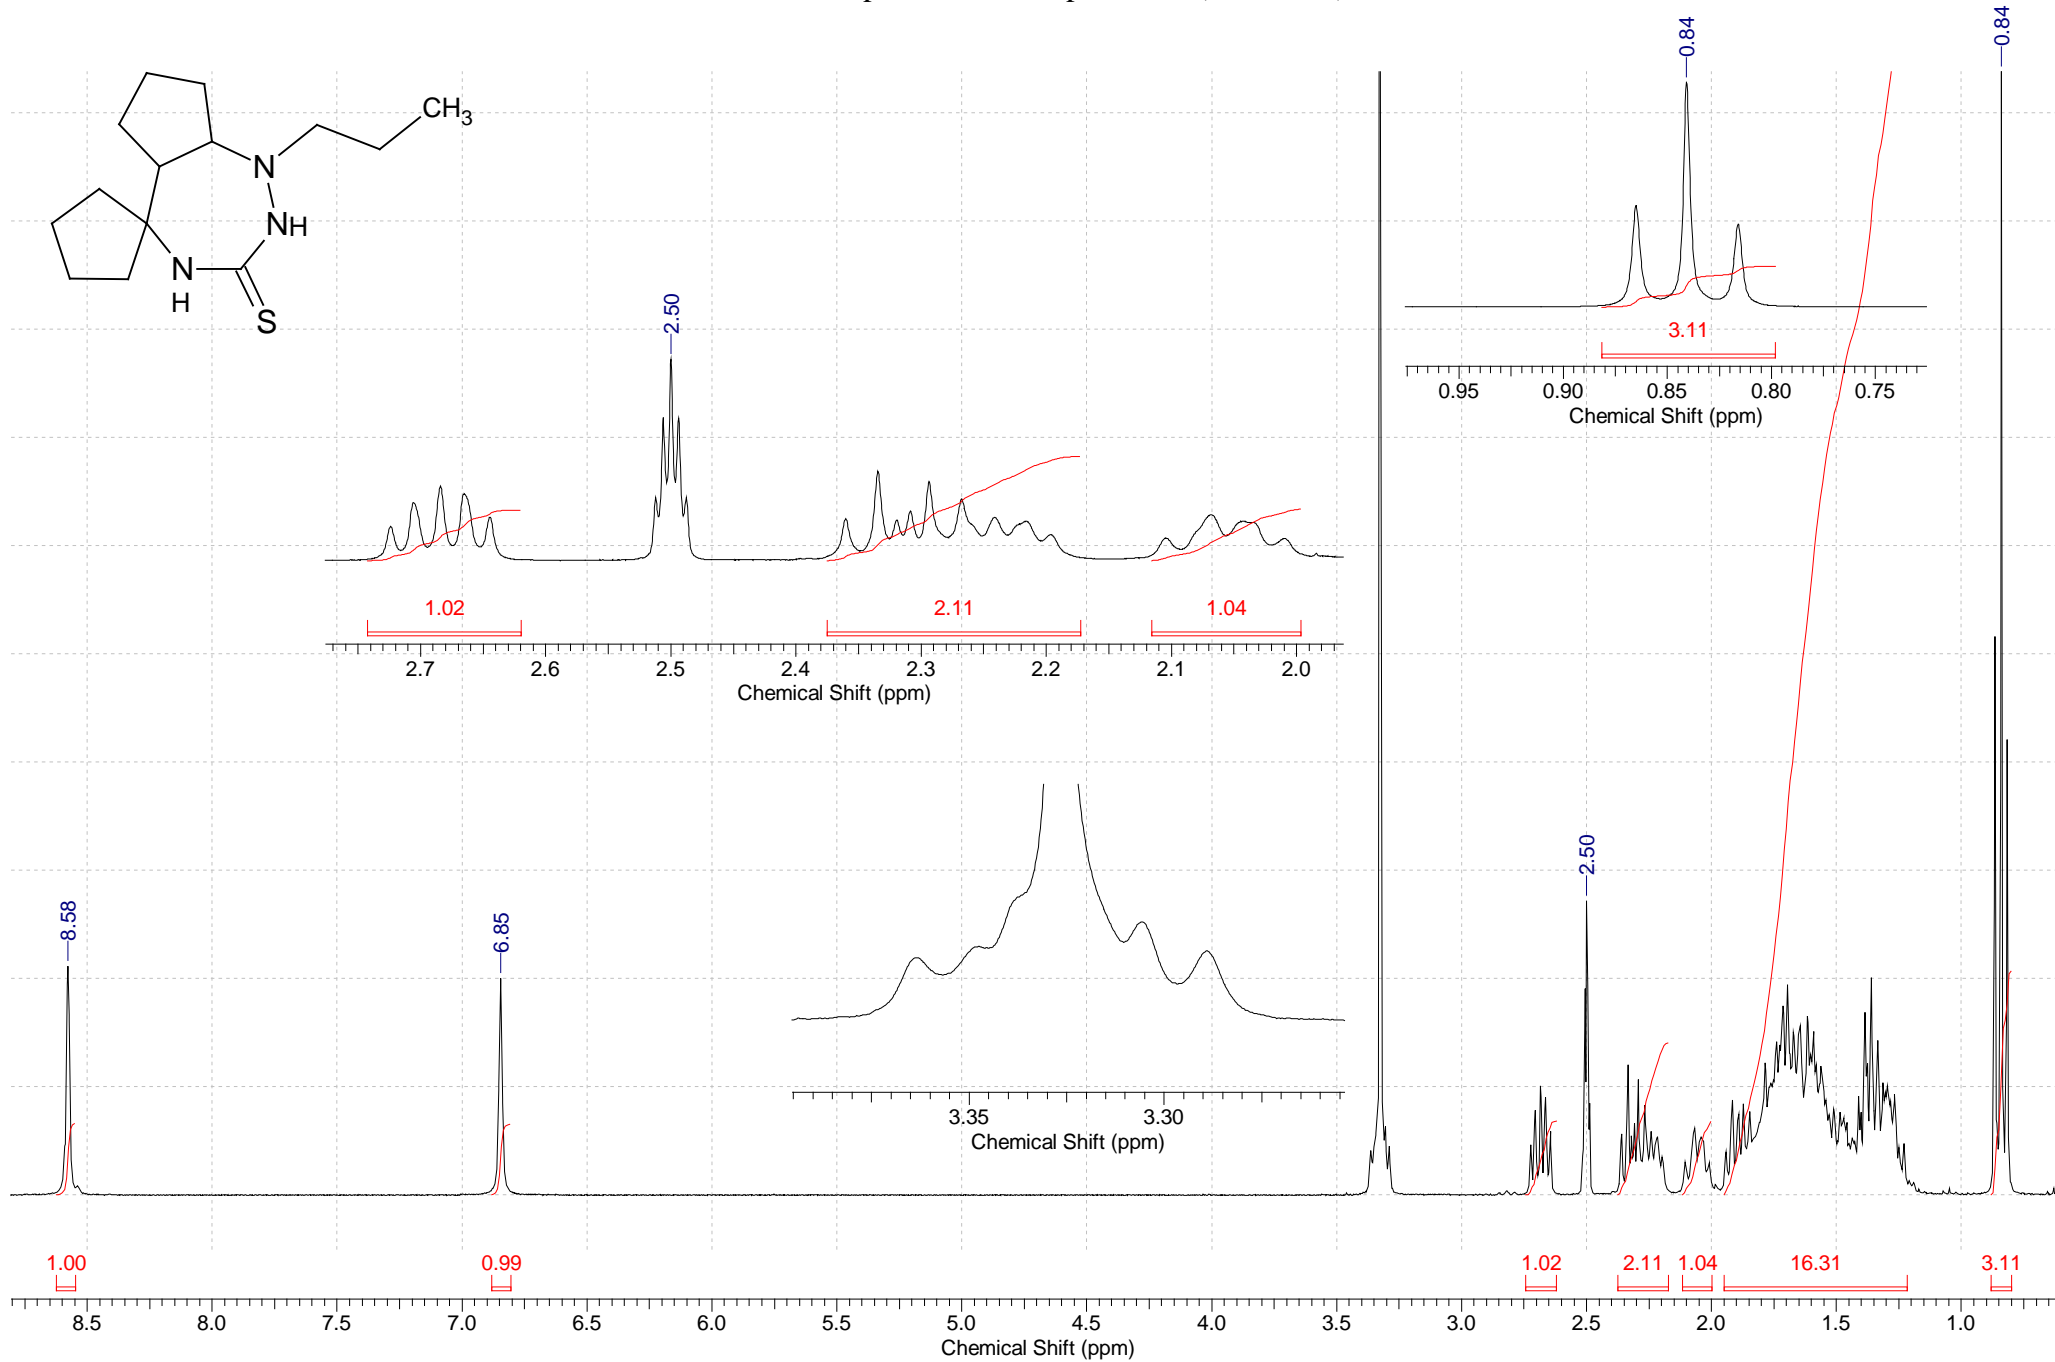 0.84
0.84
CH3
N
NH
N
H
S
2.50
3.11
0.95 0.90 0.85 0.80 0.75
Chemical Shift (ppm)
1.02 2.11 1.04
2.7 2.6 2.5 2.4 2.3 2.2 2.1 2.0
Chemical Shift (ppm)
8.58
6.85
2.50
3.35 3.30
Chemical Shift (ppm)
1.00 0.99 1.02 2.11 1.04 16.31 3.11
8.5 8.0 7.5 7.0 6.5 6.0 5.5 5.0 4.5 4.0 3.5 3.0 2.5 2.0 1.5 1.0
Chemical Shift (ppm)